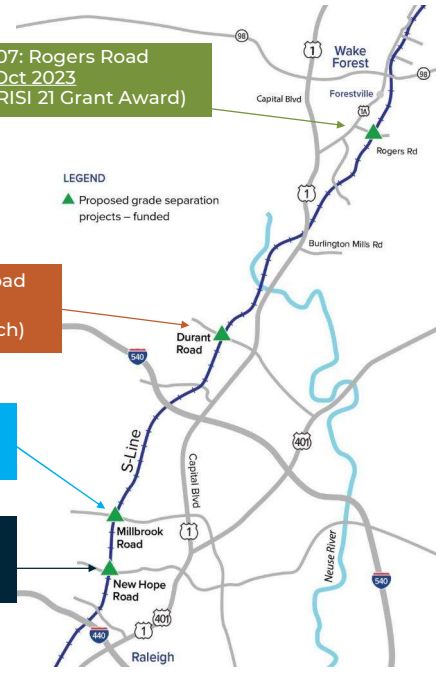 98
1
Wake
Forest
98
07: Rogers Road
Oct 2023
RISI 21 Grant Award)
Capital Blvd
Forestville
1A
Rogers Rd
LEGEND
Proposed grade separation
projects – funded
1
Burlington Mills Rd
oad
ch)
Durant
Road
540
401
S-Line
Capital Blvd
Millbrook
Road
1
Neuse River
New Hope
Road
540
401
1
440
Raleigh